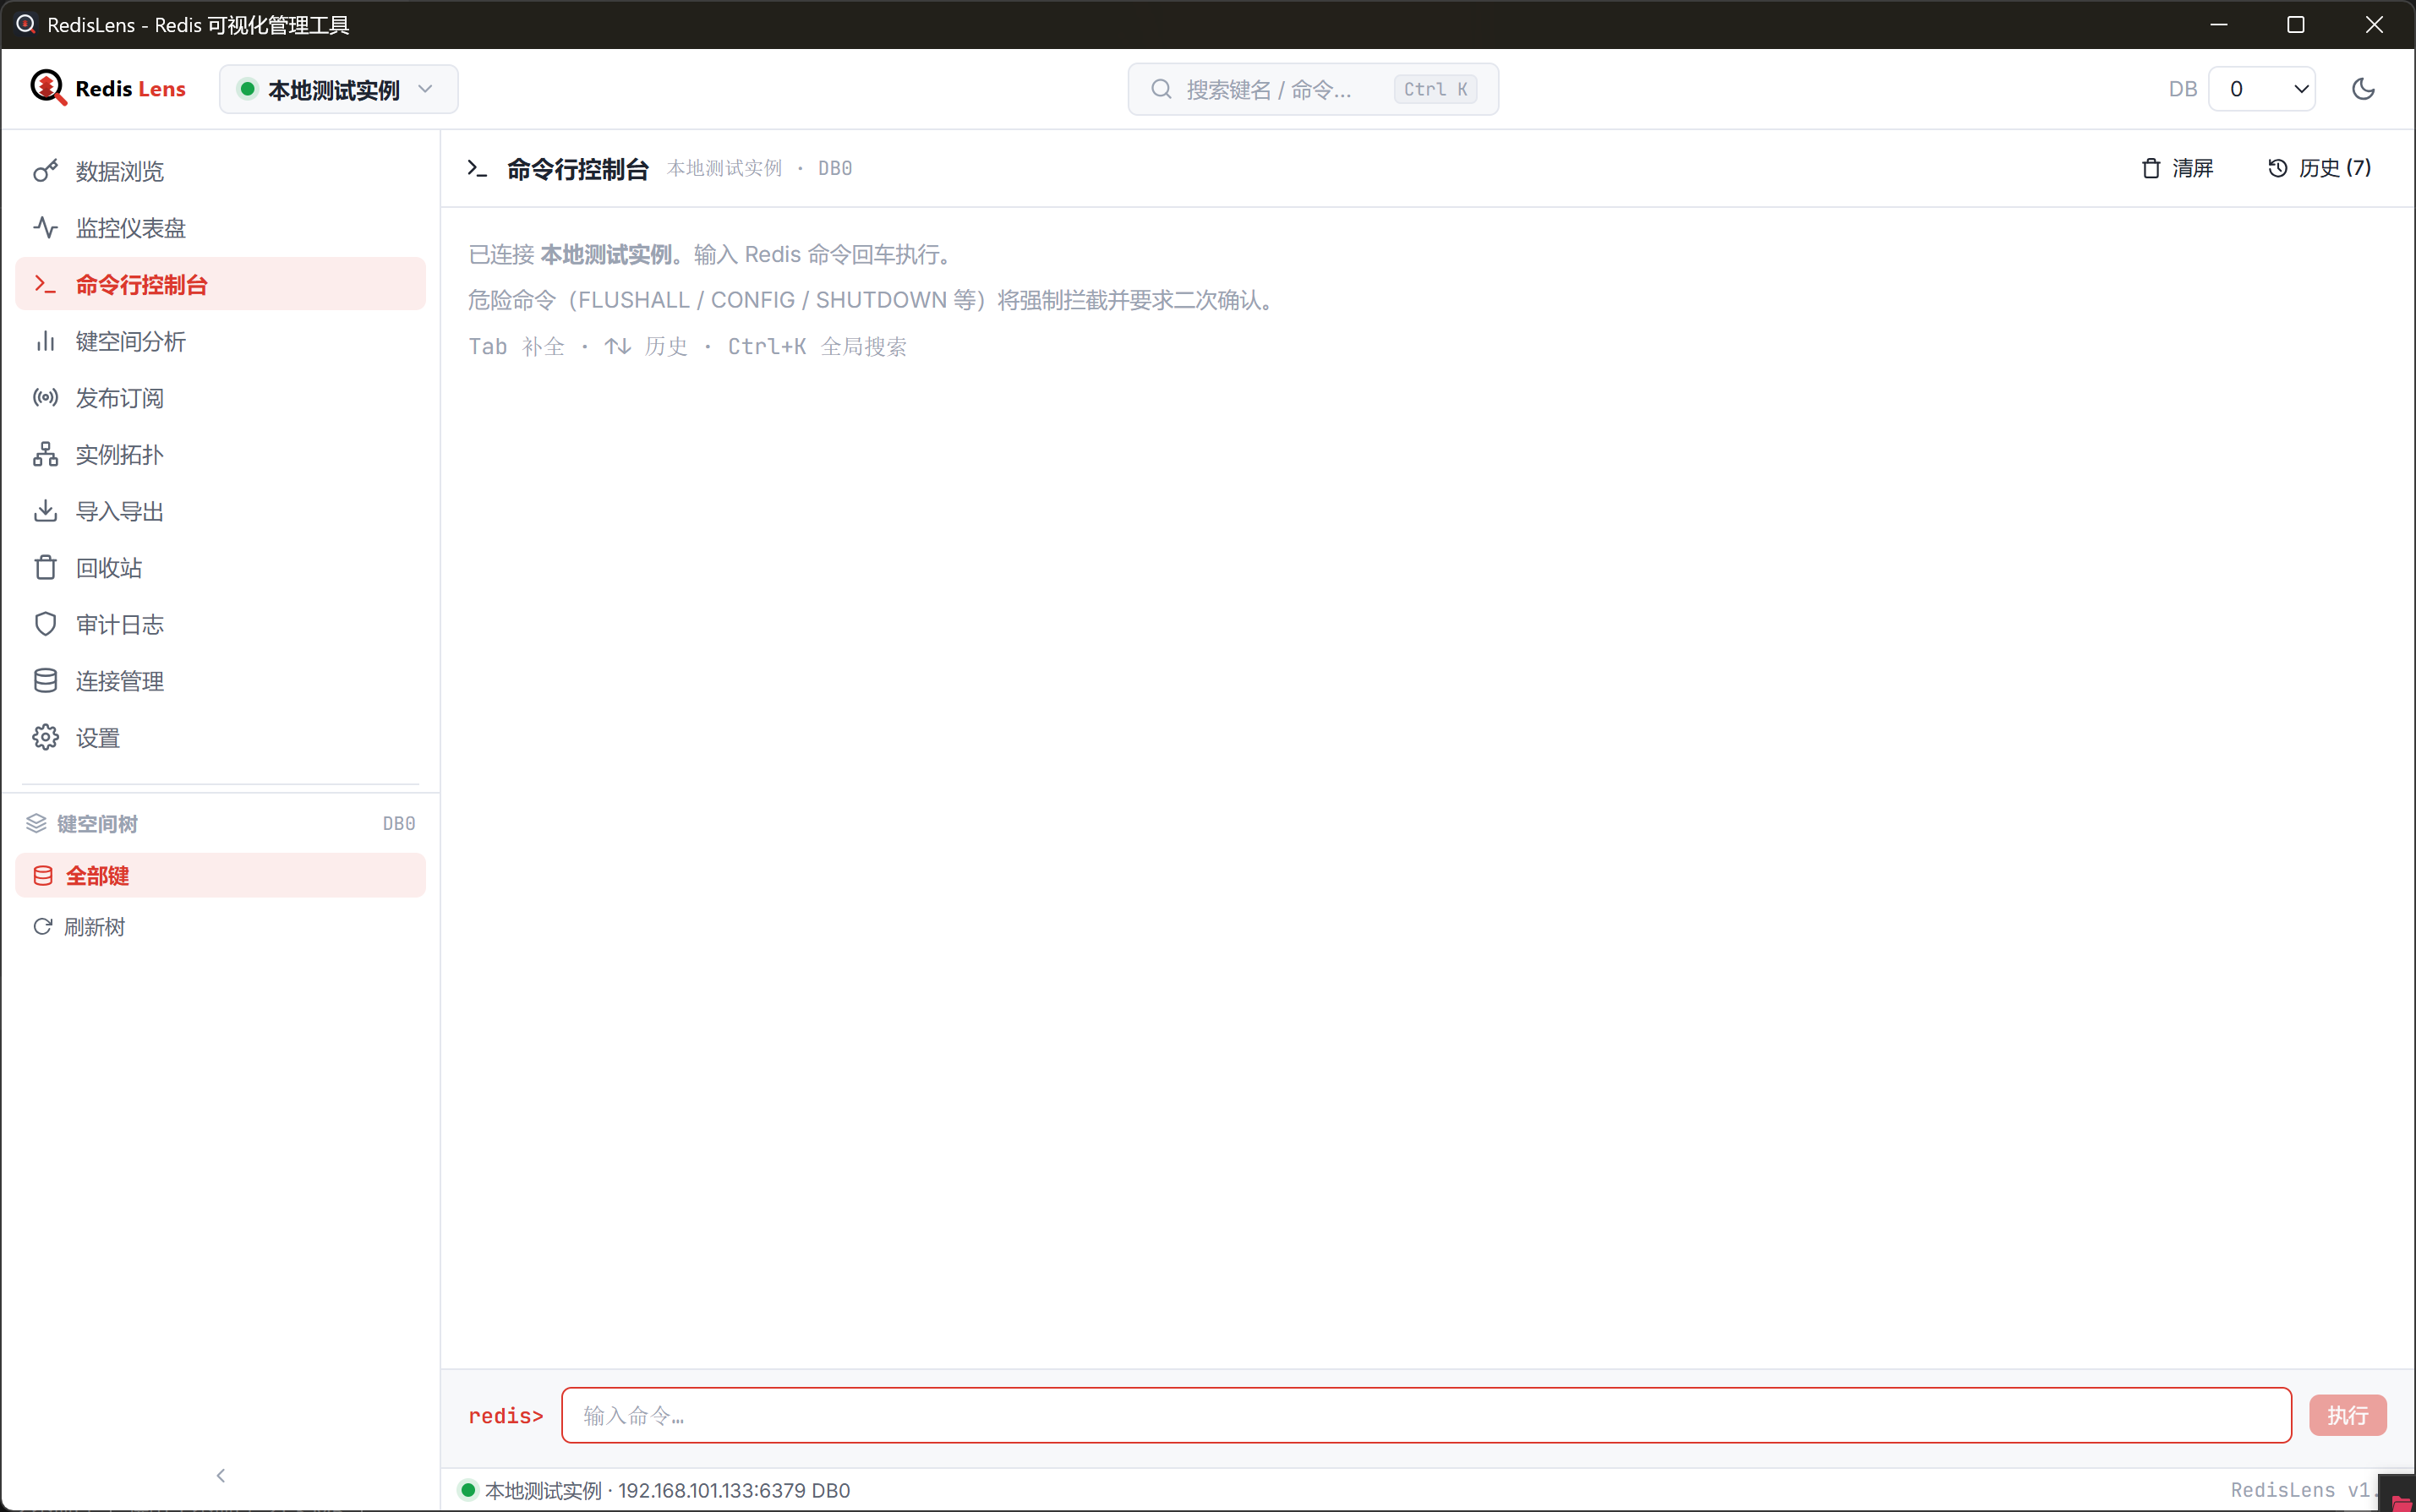 RedisLens - Redis 可视化管理工具
Redis Lens
本地测试实例
搜索键名 / 命令...
Ctrl K
DB
0
数据浏览
监控仪表盘
命令行控制台
键空间分析
发布订阅
实例拓扑
导入导出
回收站
审计日志
连接管理
设置
键空间树
DB0
全部键
刷新树
命令行控制台
本地测试实例 · DB0
清屏
历史 (7)
已连接 本地测试实例。输入 Redis 命令回车执行。
危险命令（FLUSHALL / CONFIG / SHUTDOWN 等）将强制拦截并要求二次确认。
Tab 补全 · ↑↓ 历史 · Ctrl+K 全局搜索
redis>
输入命令…
执行
本地测试实例 · 192.168.101.133:6379 DB0
RedisLens v1.